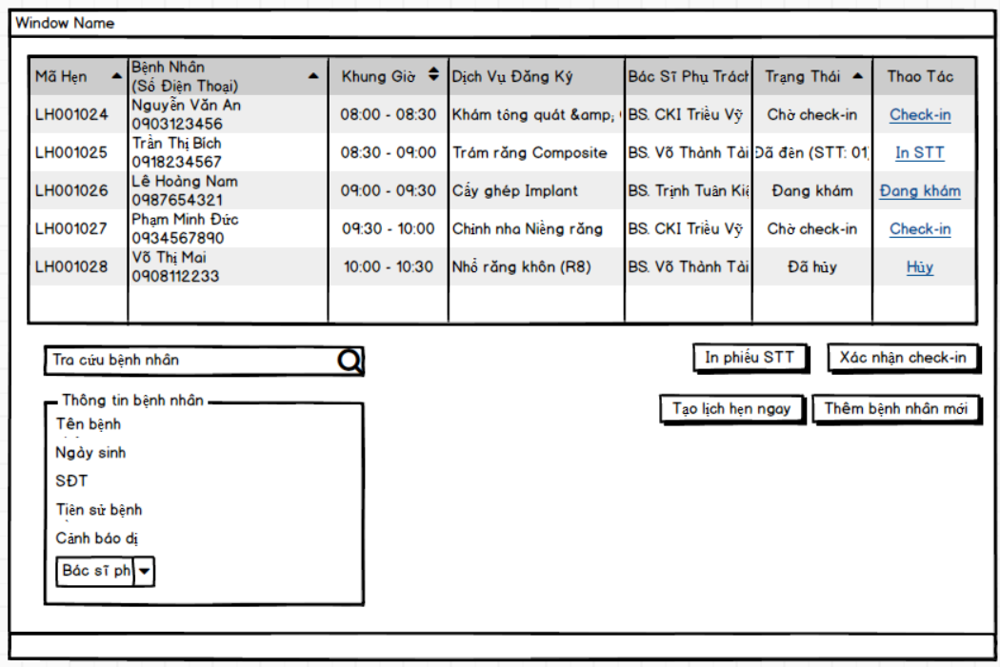 Window Name
Mã Hẹn
Bệnh Nhân
(Số Điện Thoại)
Khung Giờ
Dịch Vụ Đăng Ký
Bác Sĩ Phụ Trách
Trạng Thái
Thao Tác
LH001024
Nguyễn Văn An
0903123456
08:00 - 08:30
Khám tổng quát &amp;
BS. CKI Triều Vỹ
Chờ check-in
Check-in
LH001025
Trần Thị Bích
0918234567
08:30 - 09:00
Trám răng Composite
BS. Võ Thành Tài
Đã đến (STT: 01
In STT
LH001026
Lê Hoàng Nam
0987654321
09:00 - 09:30
Cấy ghép Implant
BS. Trịnh Tuấn Kiệ
Đang khám
Đang khám
LH001027
Phạm Minh Đức
0934567890
09:30 - 10:00
Chỉnh nha Niềng răng
BS. CKI Triều Vỹ
Chờ check-in
Check-in
LH001028
Võ Thị Mai
0908112233
10:00 - 10:30
Nhổ răng khôn (R8)
BS. Võ Thành Tài
Đã hủy
Hủy
Tra cứu bệnh nhân
In phiếu STT
Xác nhận check-in
Tạo lịch hẹn ngay
Thêm bệnh nhân mới
Thông tin bệnh nhân
Tên bệnh
Ngày sinh
SĐT
Tiền sử bệnh
Cảnh báo dị
Bác sĩ ph